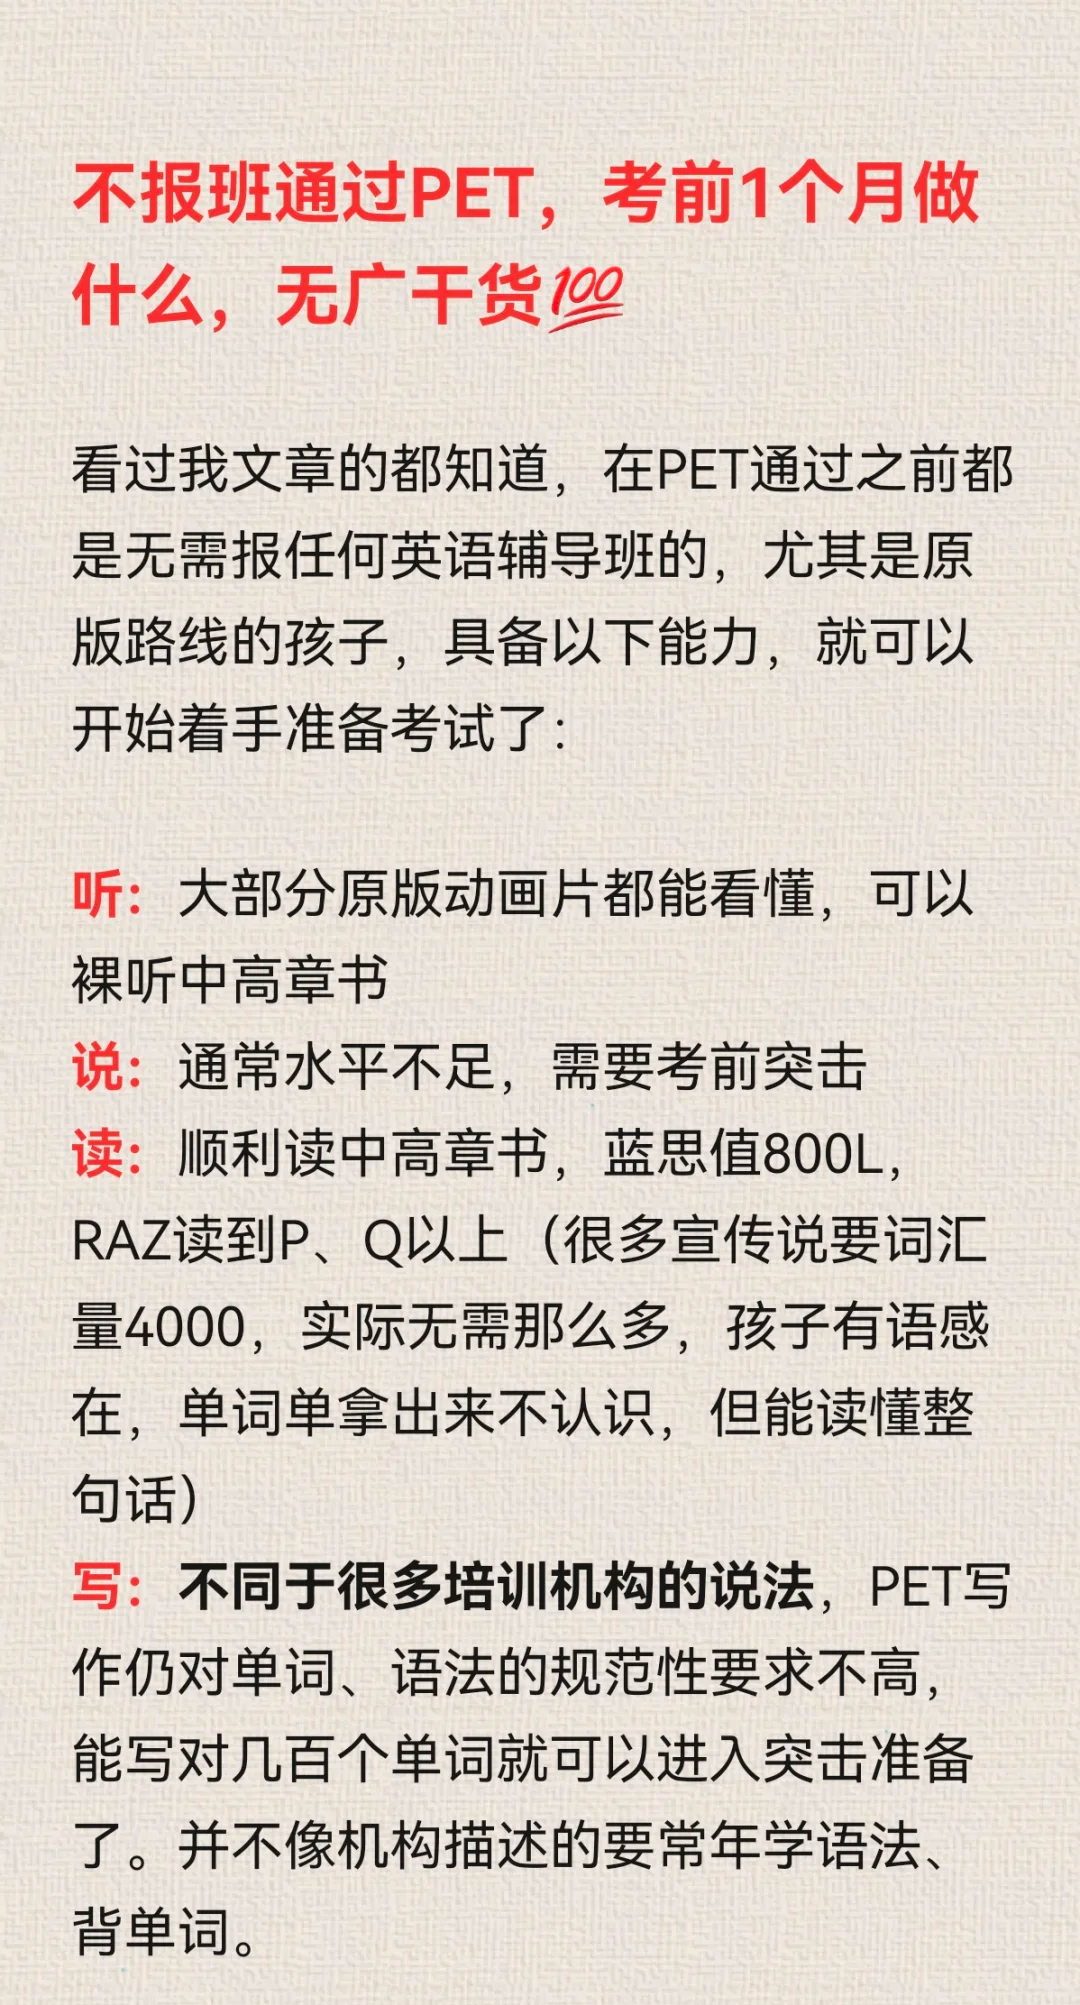 不报班通过PET，考前1个月做
什么，无广干货💯
看过我文章的都知道，在PET通过之前都
是无需报任何英语辅导班的，尤其是原
版路线的孩子，具备以下能力，就可以
开始着手准备考试了：
听：大部分原版动画片都能看懂，可以
裸听中高章书
说：通常水平不足，需要考前突击
读：顺利读中高章书，蓝思值800L，
RAZ读到P、Q以上（很多宣传说要词汇
量4000，实际无需那么多，孩子有语感
在，单词单拿出来不认识，但能读懂整
句话）
写：不同于很多培训机构的说法，PET写
作仍对单词、语法的规范性要求不高，
能写对几百个单词就可以进入突击准备
了。并不像机构描述的要常年学语法、
背单词。